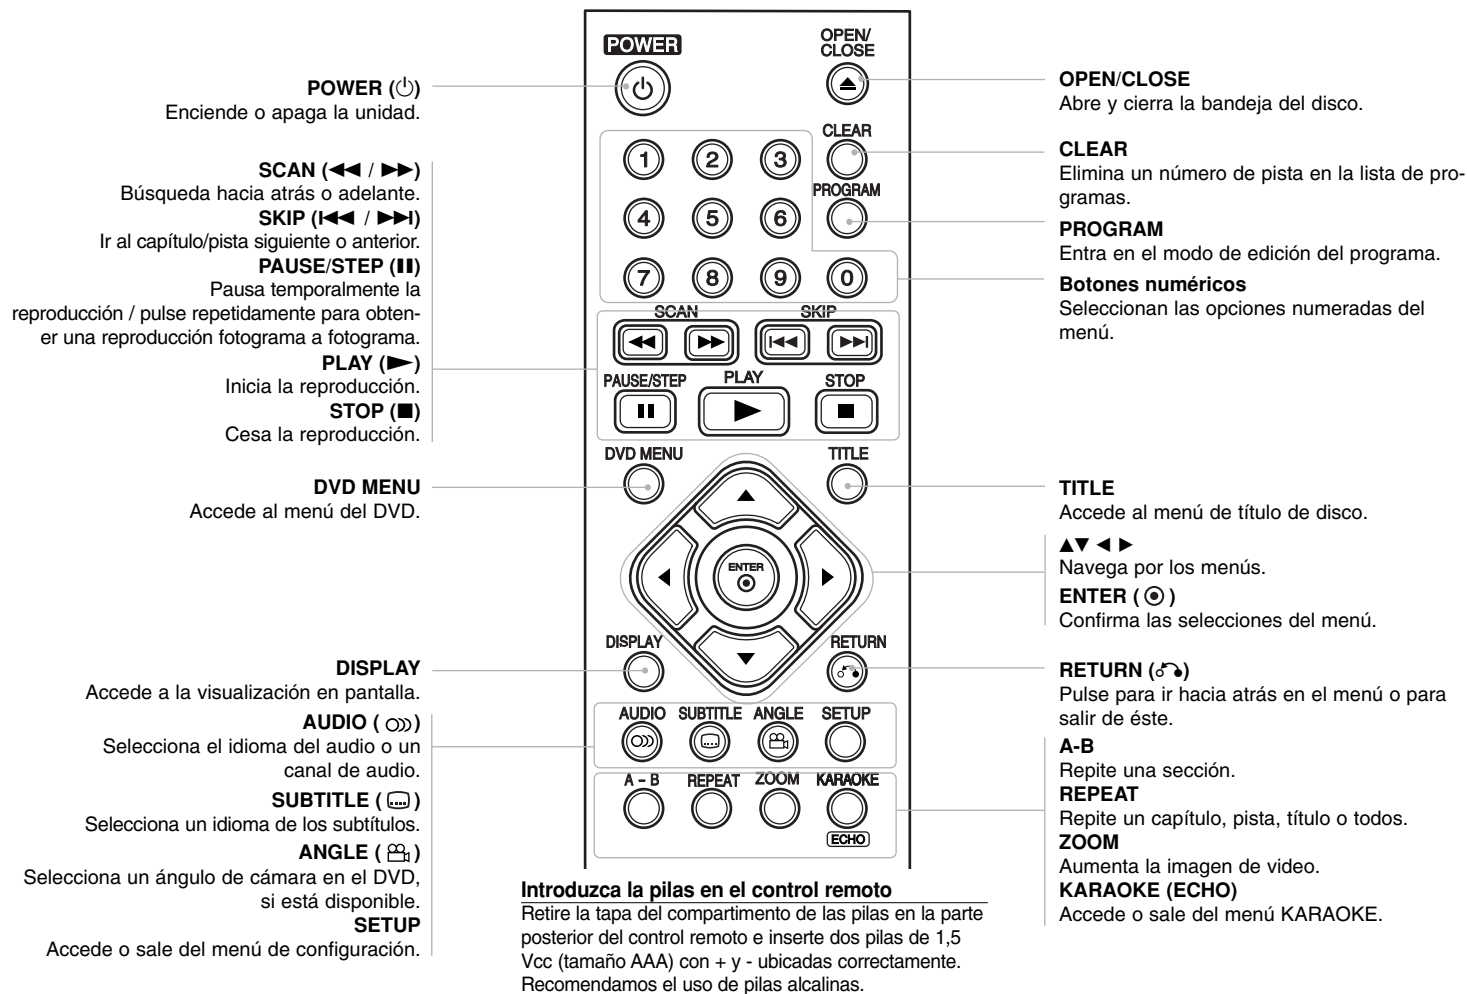 POWER (⏻)
Enciende o apaga la unidad.
SCAN (◀◀ / ▶▶)
Búsqueda hacia atrás o adelante.
SKIP (I◀◀ / ▶▶I)
Ir al capítulo/pista siguiente o anterior.
PAUSE/STEP (II)
Pausa temporalmente la
reproducción / pulse repetidamente para obten-
er una reproducción fotograma a fotograma.
PLAY (▶)
Inicia la reproducción.
STOP (■)
Cesa la reproducción.
DVD MENU
Accede al menú del DVD.
DISPLAY
Accede a la visualización en pantalla.
AUDIO ( )
Selecciona el idioma del audio o un
canal de audio.
SUBTITLE ( )
Selecciona un idioma de los subtítulos.
ANGLE ( )
Selecciona un ángulo de cámara en el DVD,
si está disponible.
SETUP
Accede o sale del menú de configuración.
POWER
OPEN/
CLOSE
CLEAR
1 2 3
PROGRAM
4 5 6
7 8 9 0
SCAN SKIP
◀◀ ▶▶ I◀◀ ▶▶I
PAUSE/STEP PLAY STOP
DVD MENU TITLE
ENTER
DISPLAY RETURN
AUDIO SUBTITLE ANGLE SETUP
A – B REPEAT ZOOM KARAOKE
ECHO
Introduzca la pilas en el control remoto
Retire la tapa del compartimento de las pilas en la parte
posterior del control remoto e inserte dos pilas de 1,5
Vcc (tamaño AAA) con + y - ubicadas correctamente.
Recomendamos el uso de pilas alcalinas.
OPEN/CLOSE
Abre y cierra la bandeja del disco.
CLEAR
Elimina un número de pista en la lista de pro-
gramas.
PROGRAM
Entra en el modo de edición del programa.
Botones numéricos
Seleccionan las opciones numeradas del
menú.
TITLE
Accede al menú de título de disco.
▲▼ ◀ ▶
Navega por los menús.
ENTER ( ◉ )
Confirma las selecciones del menú.
RETURN ( )
Pulse para ir hacia atrás en el menú o para
salir de éste.
A-B
Repite una sección.
REPEAT
Repite un capítulo, pista, título o todos.
ZOOM
Aumenta la imagen de video.
KARAOKE (ECHO)
Accede o sale del menú KARAOKE.